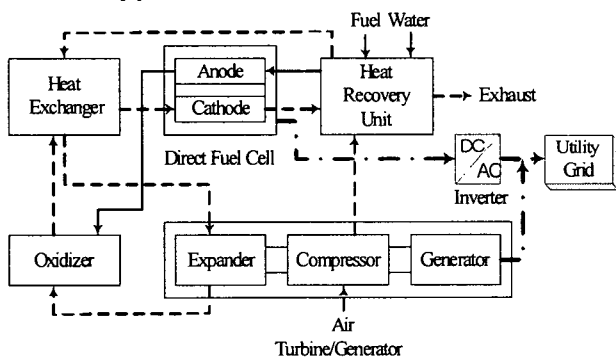 Fuel Water
Heat
Exchanger
Anode
Cathode
Direct Fuel Cell
Heat
Recovery
Unit
Exhaust
DC
AC
Inverter
Utility
Grid
Oxidizer
Expander
Compressor
Generator
Air
Turbine/Generator